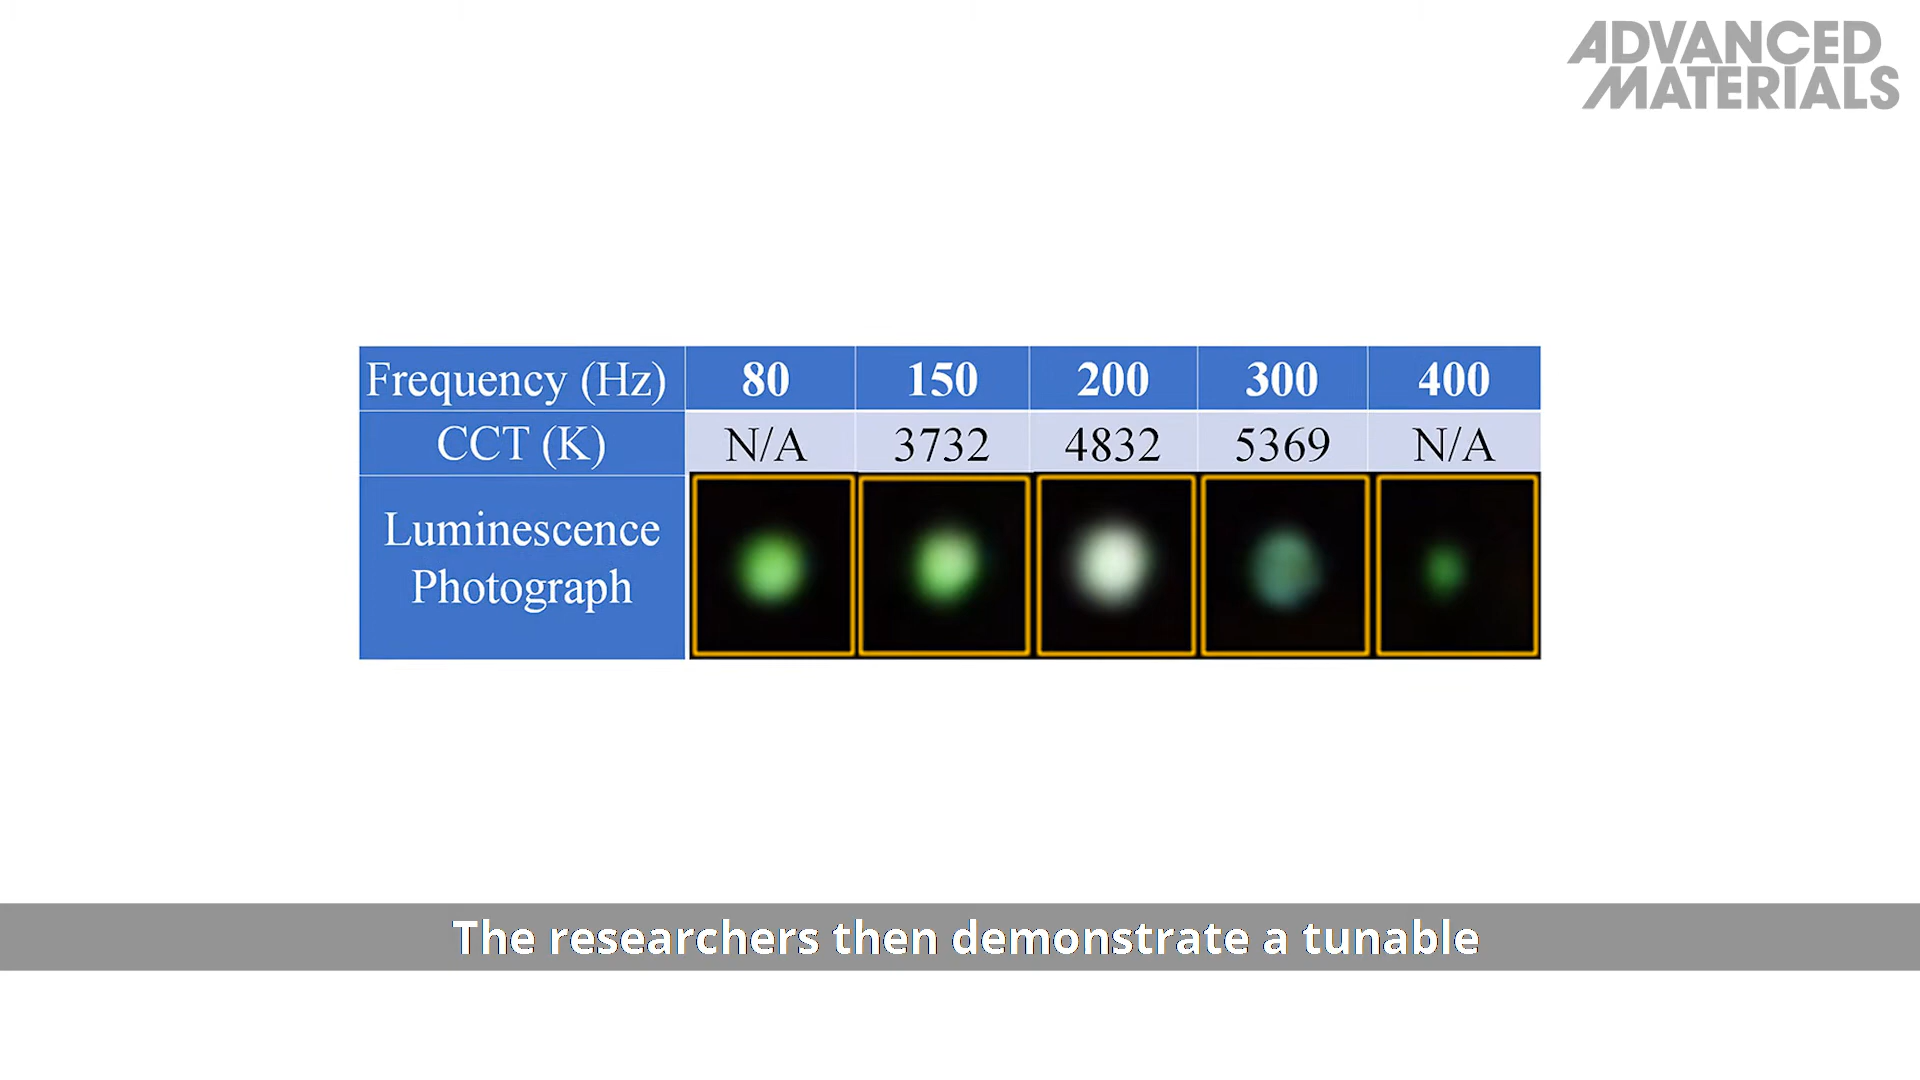 ADVANCED
MATERIALS
Frequency (Hz) 80 150 200 300 400
CCT (K) N/A 3732 4832 5369 N/A
Luminescence
Photograph
The researchers then demonstrate a tunable